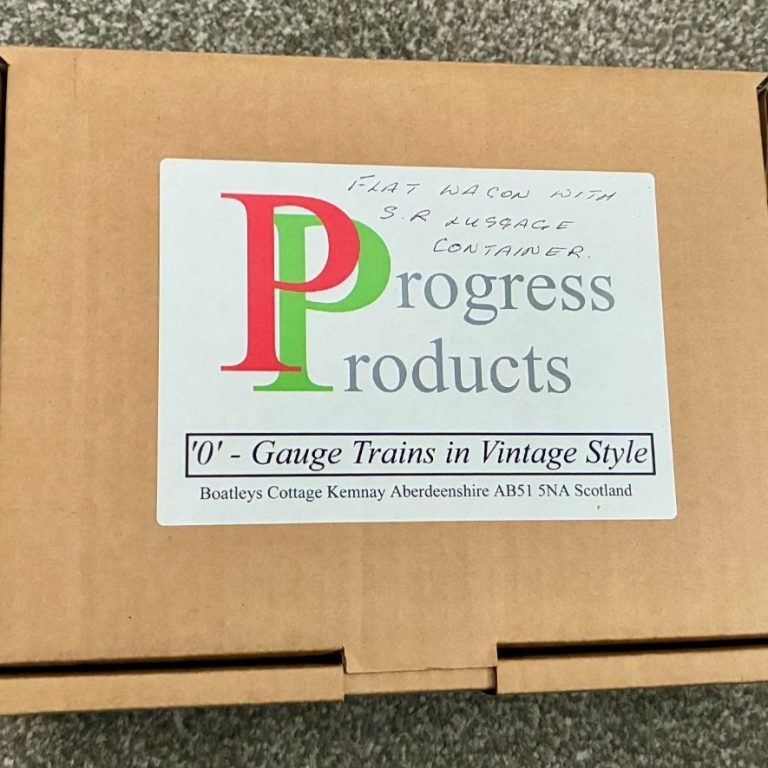 FLAT WAGON WITH
S.R LUGGAGE
CONTAINER.
Progress
Products
'0' - Gauge Trains in Vintage Style
Boatleys Cottage Kemnay Aberdeenshire AB51 5NA Scotland